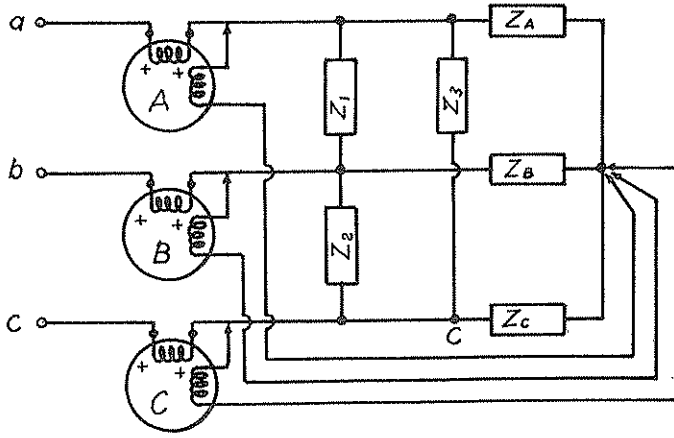 a
+ +
A
Z_A
Z_1
Z_3
b
+ +
B
Z_B
Z_2
c
+ +
C
Z_C
C